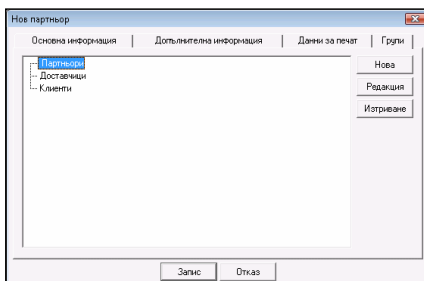 Нов партньор
Основна информация | Допълнителна информация | Данни за печат | Групи
Партньори
Доставчици
Клиенти
Нова
Редакция
Изтриване
Запис
Отказ